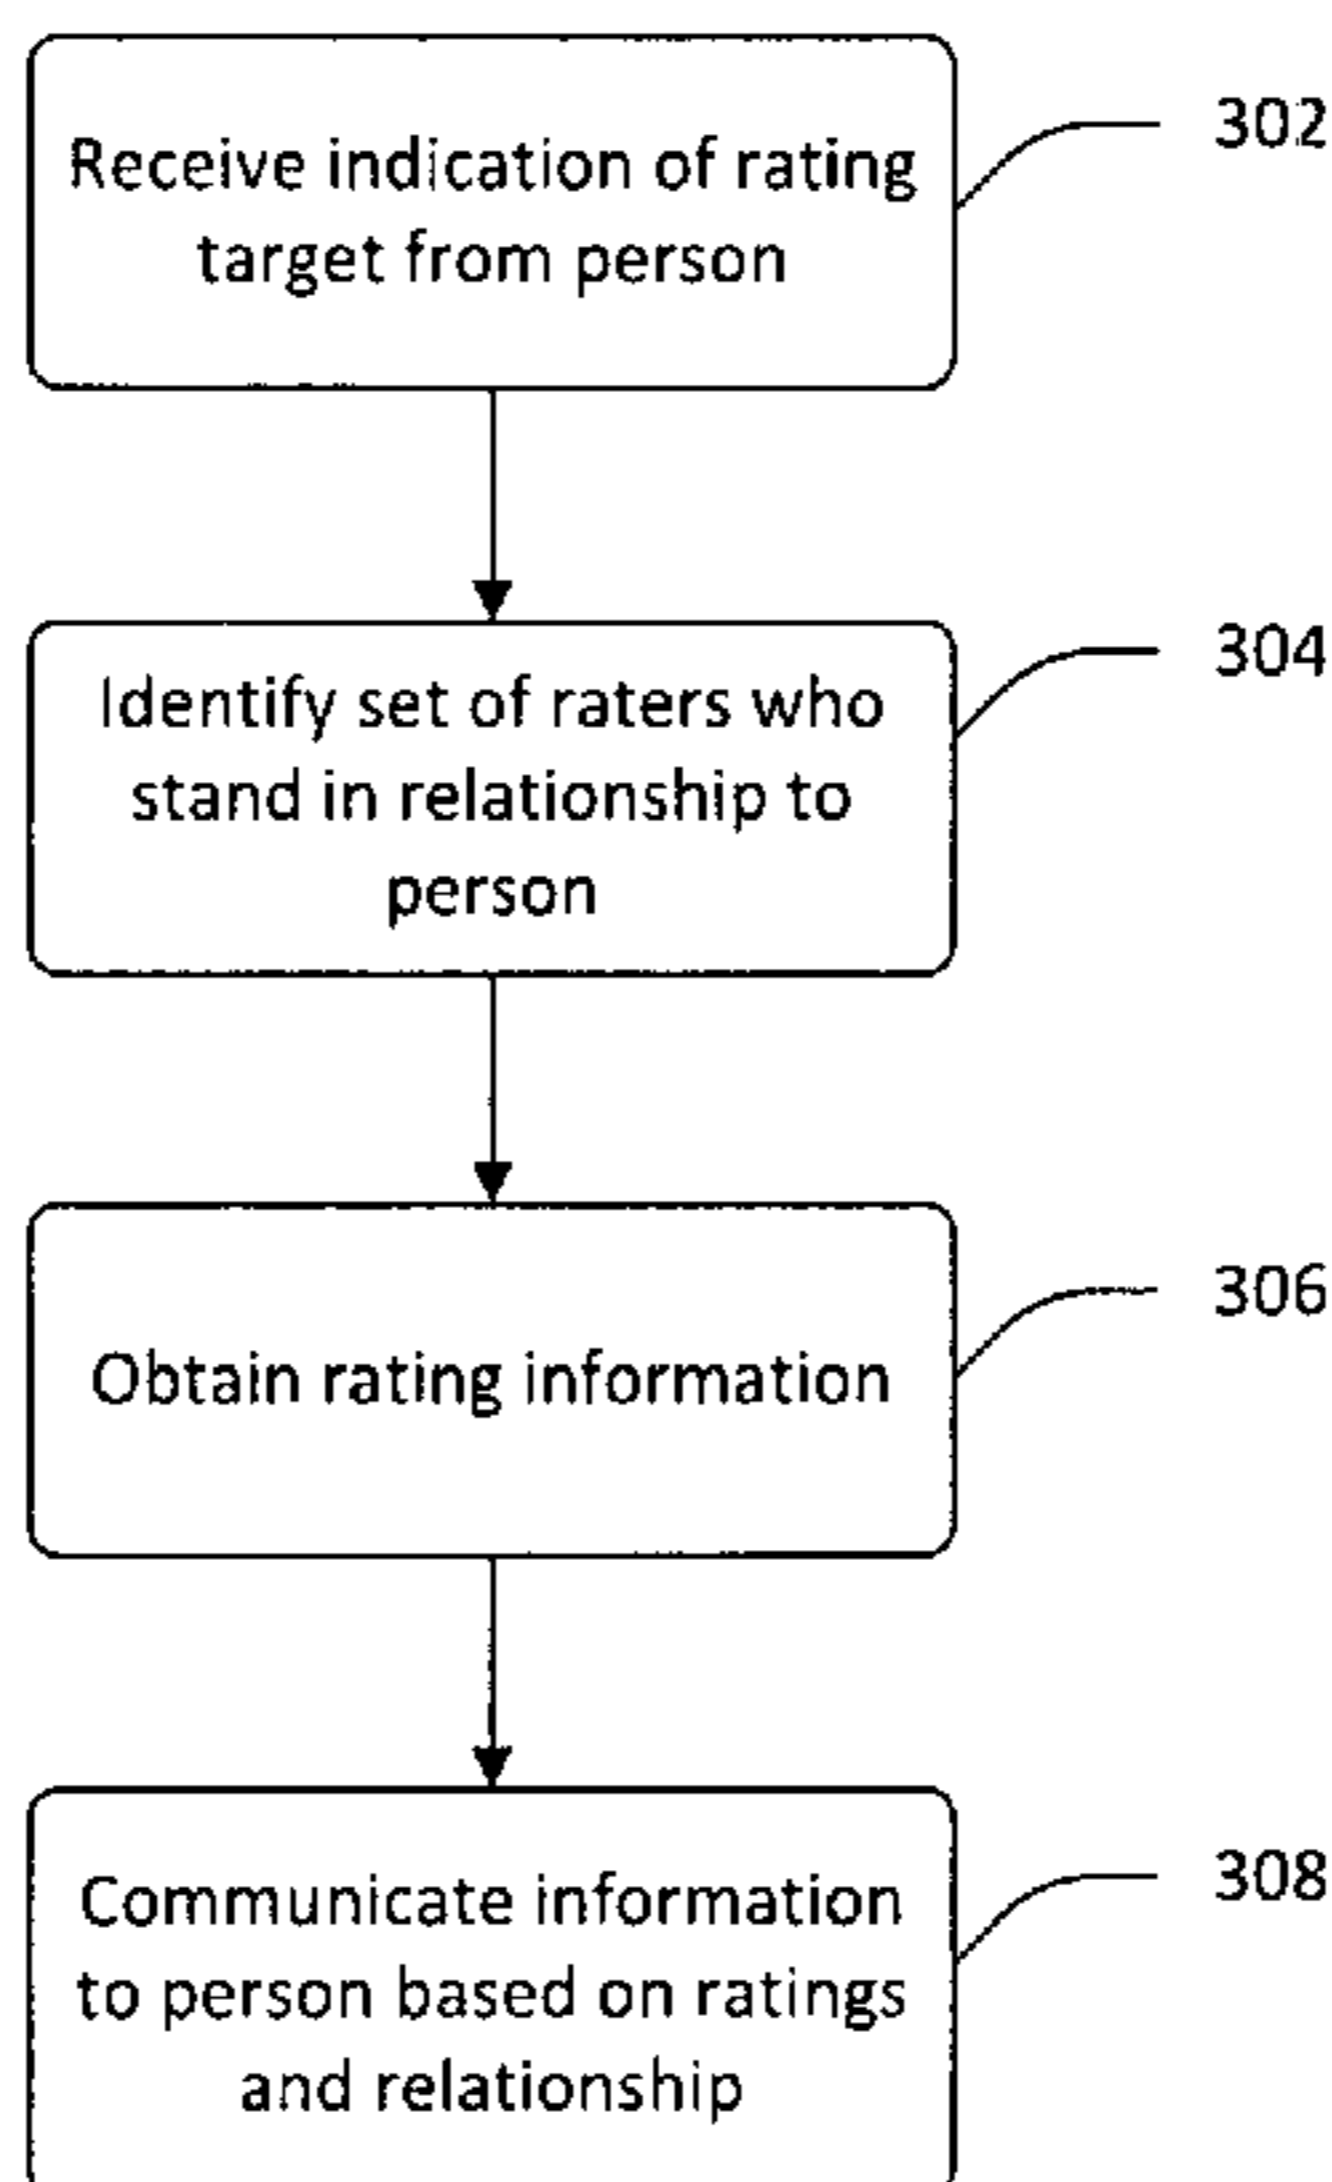 Receive indication of rating
target from person
302
Identify set of raters who
stand in relationship to
person
304
Obtain rating information
306
Communicate information
to person based on ratings
and relationship
308